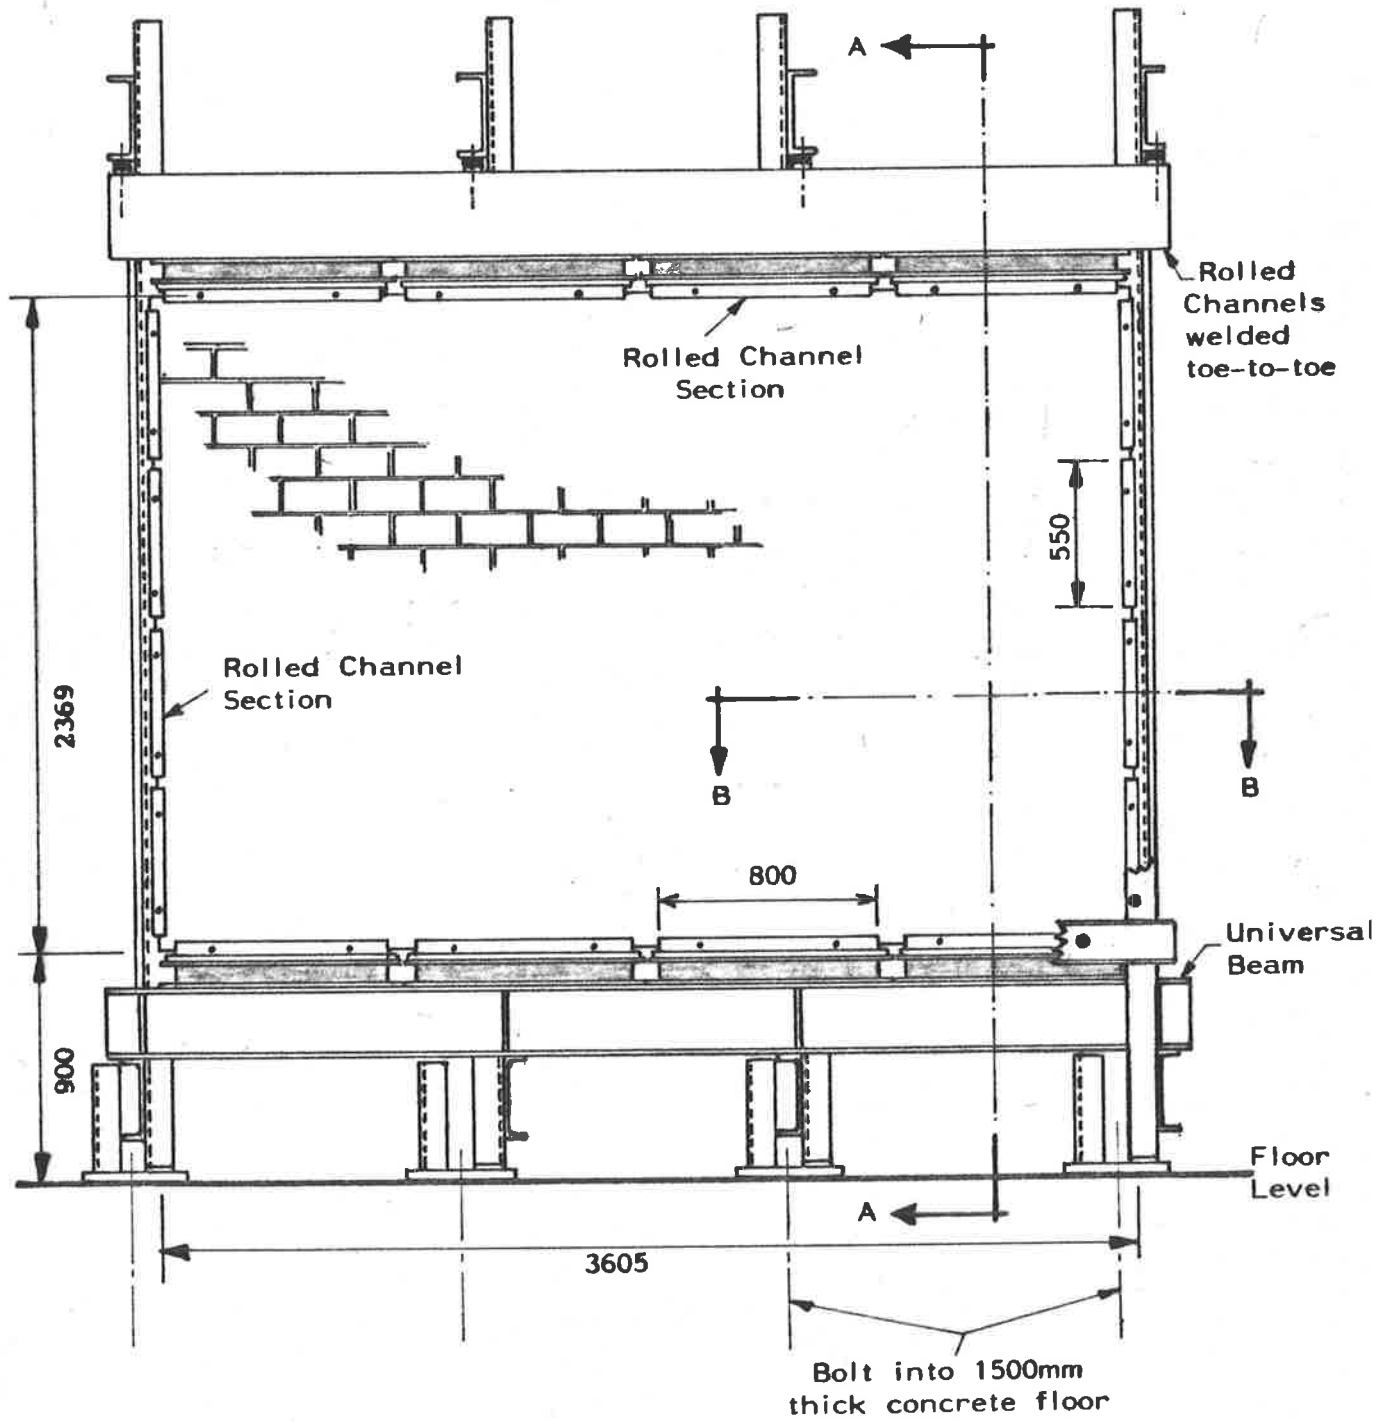 A
Rolled
Channels
welded
toe-to-toe
Rolled Channel
Section
550
Rolled Channel
Section
2369
B
B
800
Universal
Beam
900
Floor
Level
A
3605
Bolt into 1500mm
thick concrete floor